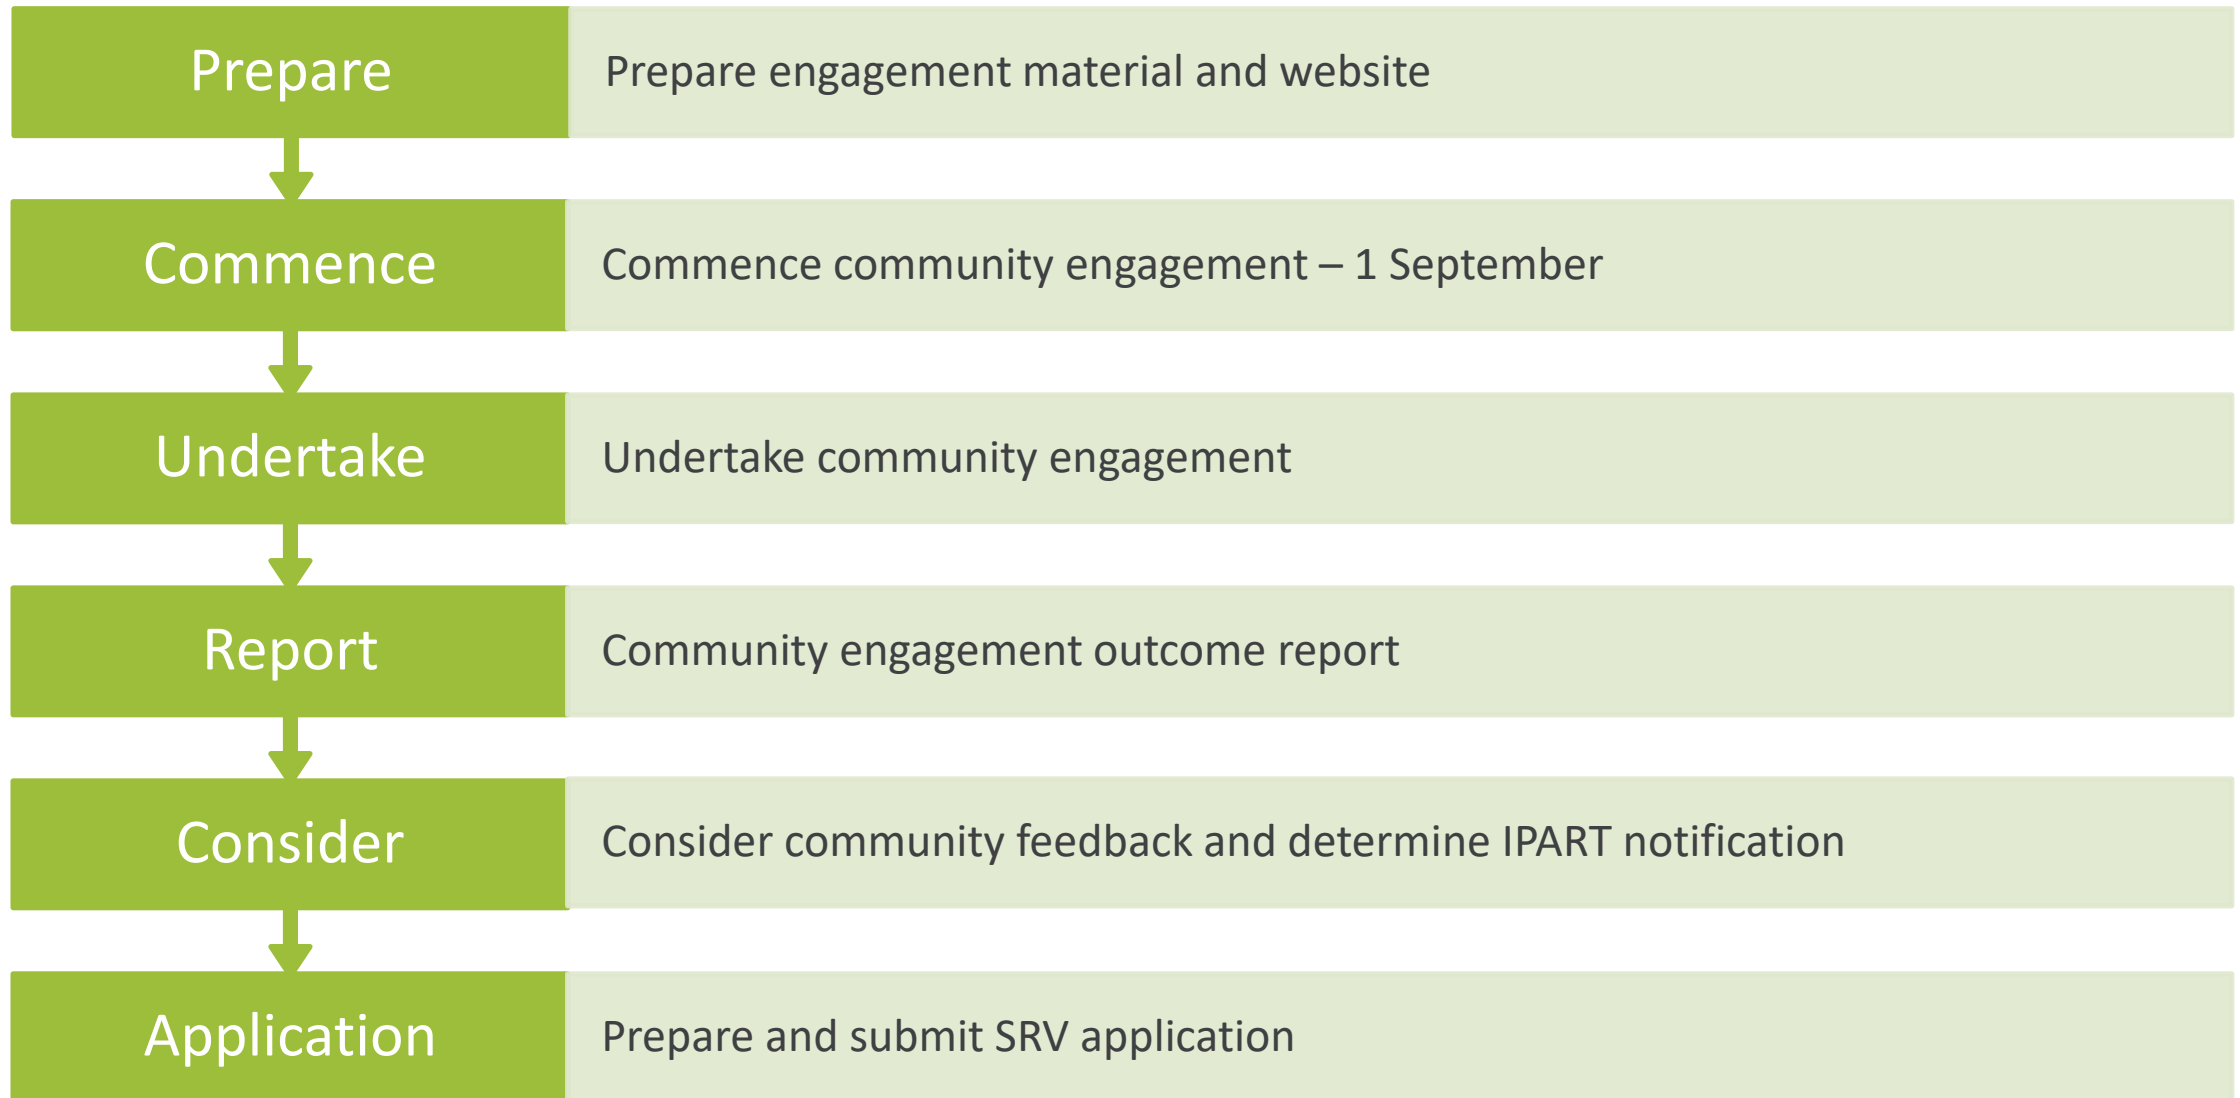 Prepare
Prepare engagement material and website
Commence
Commence community engagement – 1 September
Undertake
Undertake community engagement
Report
Community engagement outcome report
Consider
Consider community feedback and determine IPART notification
Application
Prepare and submit SRV application